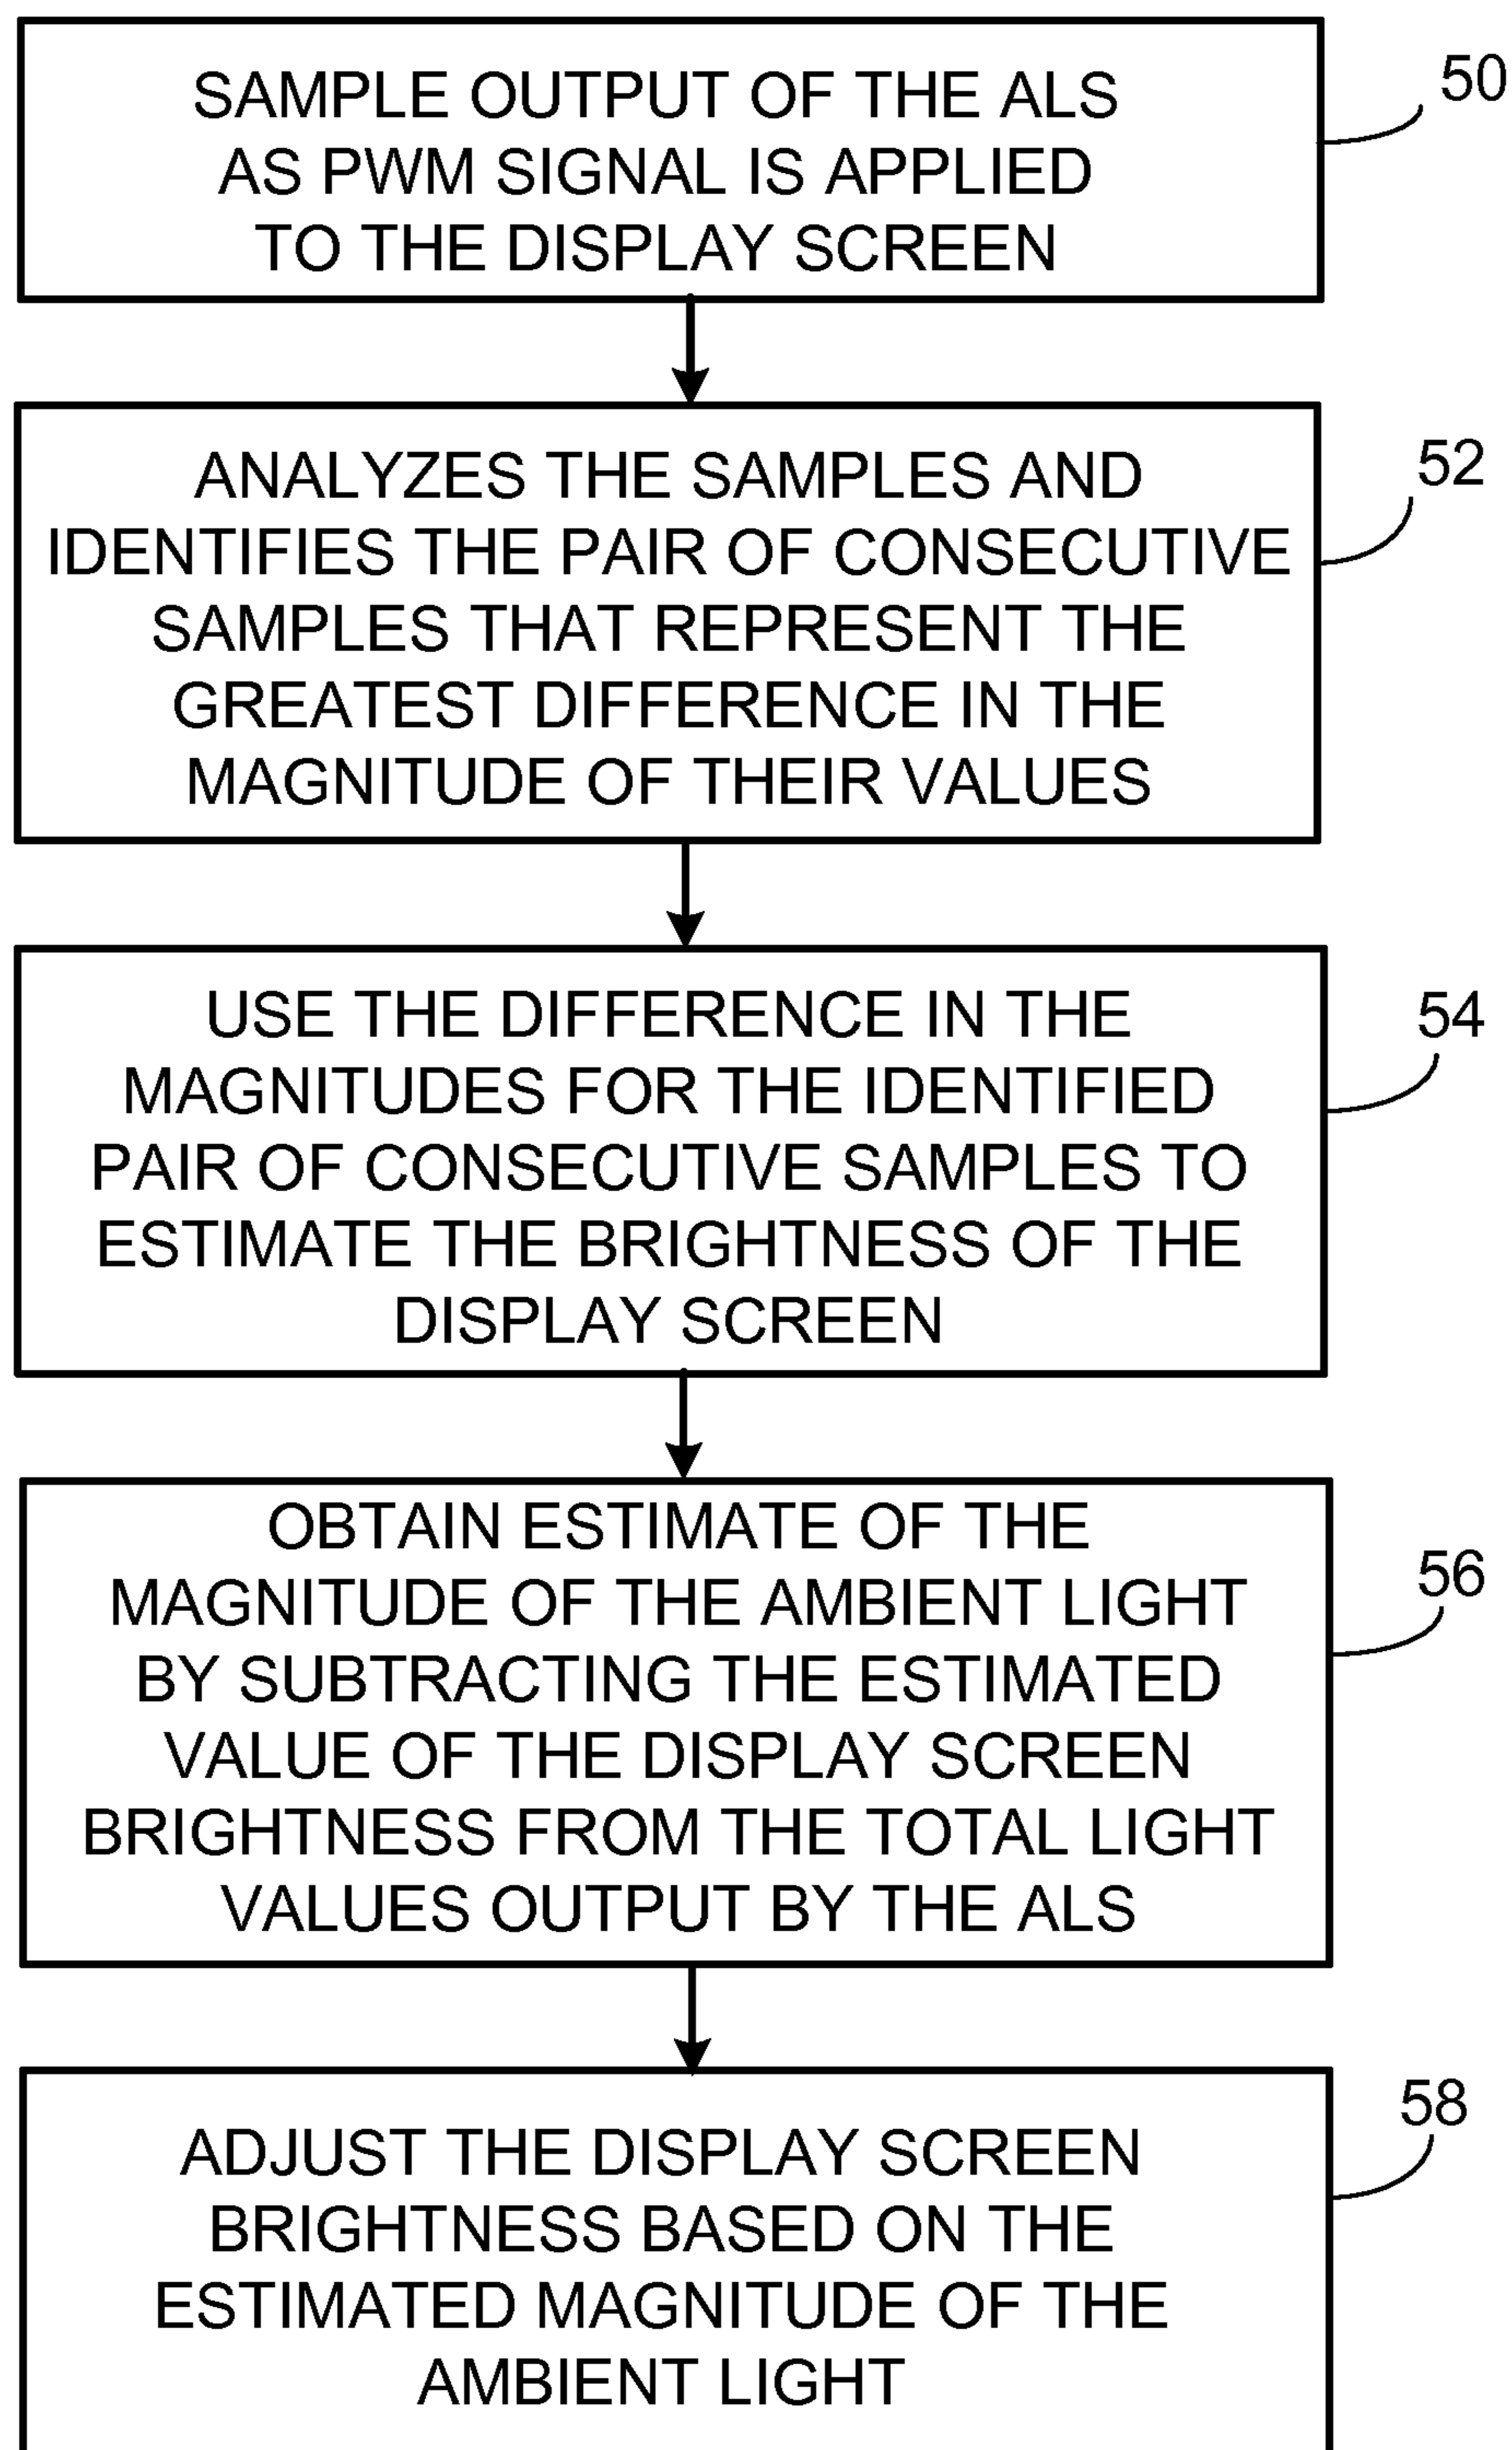 SAMPLE OUTPUT OF THE ALS
AS PWM SIGNAL IS APPLIED
TO THE DISPLAY SCREEN
50
ANALYZES THE SAMPLES AND
IDENTIFIES THE PAIR OF CONSECUTIVE
SAMPLES THAT REPRESENT THE
GREATEST DIFFERENCE IN THE
MAGNITUDE OF THEIR VALUES
52
USE THE DIFFERENCE IN THE
MAGNITUDES FOR THE IDENTIFIED
PAIR OF CONSECUTIVE SAMPLES TO
ESTIMATE THE BRIGHTNESS OF THE
DISPLAY SCREEN
54
OBTAIN ESTIMATE OF THE
MAGNITUDE OF THE AMBIENT LIGHT
BY SUBTRACTING THE ESTIMATED
VALUE OF THE DISPLAY SCREEN
BRIGHTNESS FROM THE TOTAL LIGHT
VALUES OUTPUT BY THE ALS
56
ADJUST THE DISPLAY SCREEN
BRIGHTNESS BASED ON THE
ESTIMATED MAGNITUDE OF THE
AMBIENT LIGHT
58